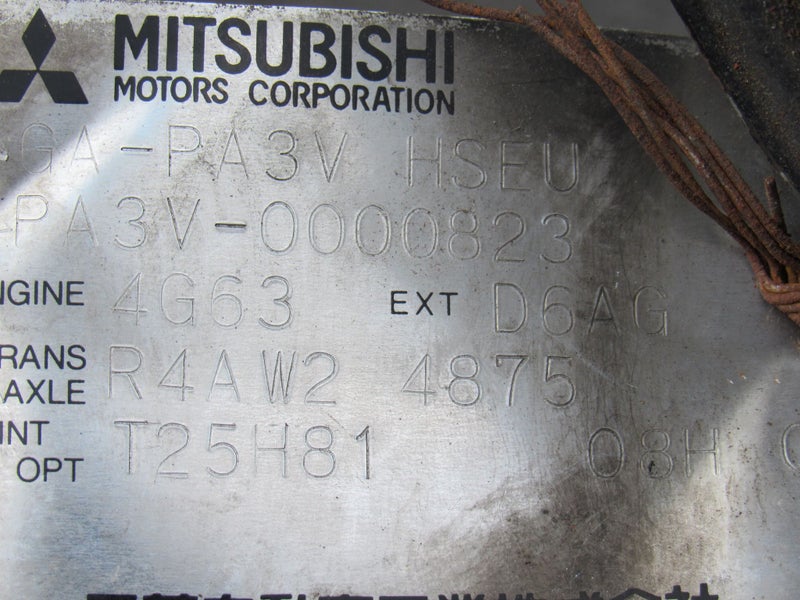 MITSUBISHI
MOTORS CORPORATION
GA-PA3V HSEU
PA3V-0000823
NGINE 4G63 EXT D6AG
RANS
AXLE R4AW2 4875
INT
OPT T25H81 08H